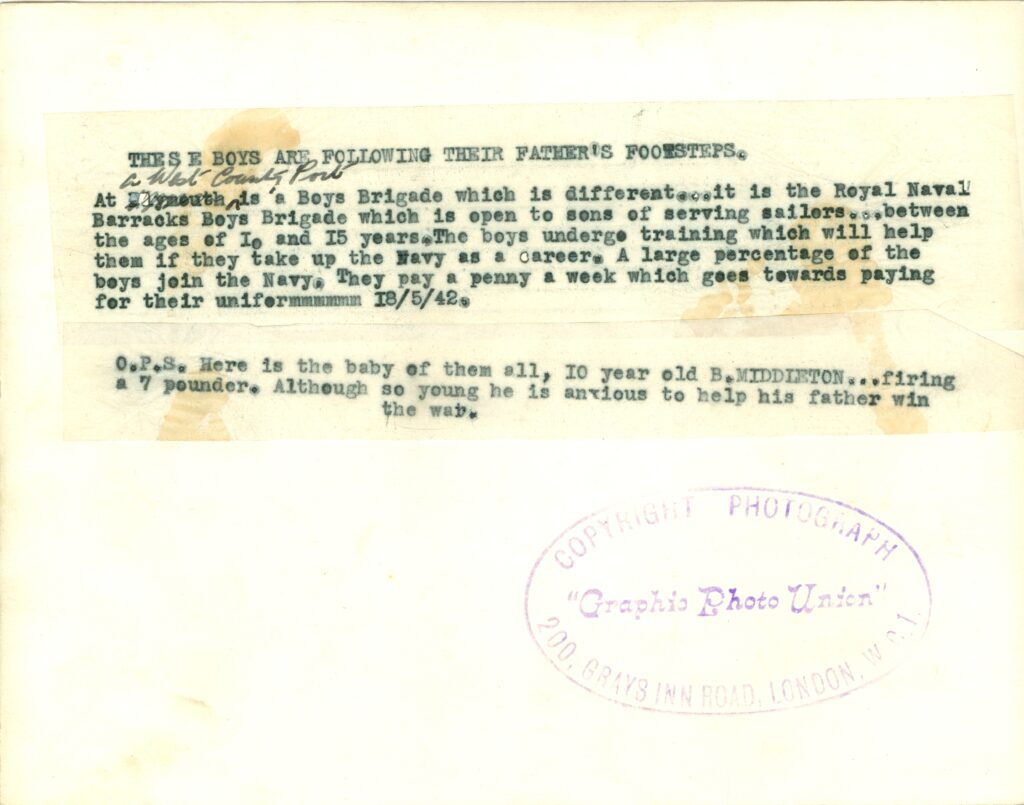 THESE BOYS ARE FOLLOWING THEIR FATHER'S FOOTSTEPS.
a West County Port
At Plymouth is a Boys Brigade which is different...it is the Royal Naval
Barracks Boys Brigade which is open to sons of serving sailors...between
the ages of I0 and I5 years.The boys undergo training which will help
them if they take up the Navy as a career. A large percentage of the
boys join the Navy. They pay a penny a week which goes towards paying
for their uniformmmmmm I8/5/42.
O.P.S. Here is the baby of them all, I0 year old B.MIDDLETON...firing
a 7 pounder. Although so young he is anxious to help his father win
the war.
COPYRIGHT PHOTOGRAPH
"Graphic Photo Union"
200, GRAYS INN ROAD, LONDON, W.C.1.